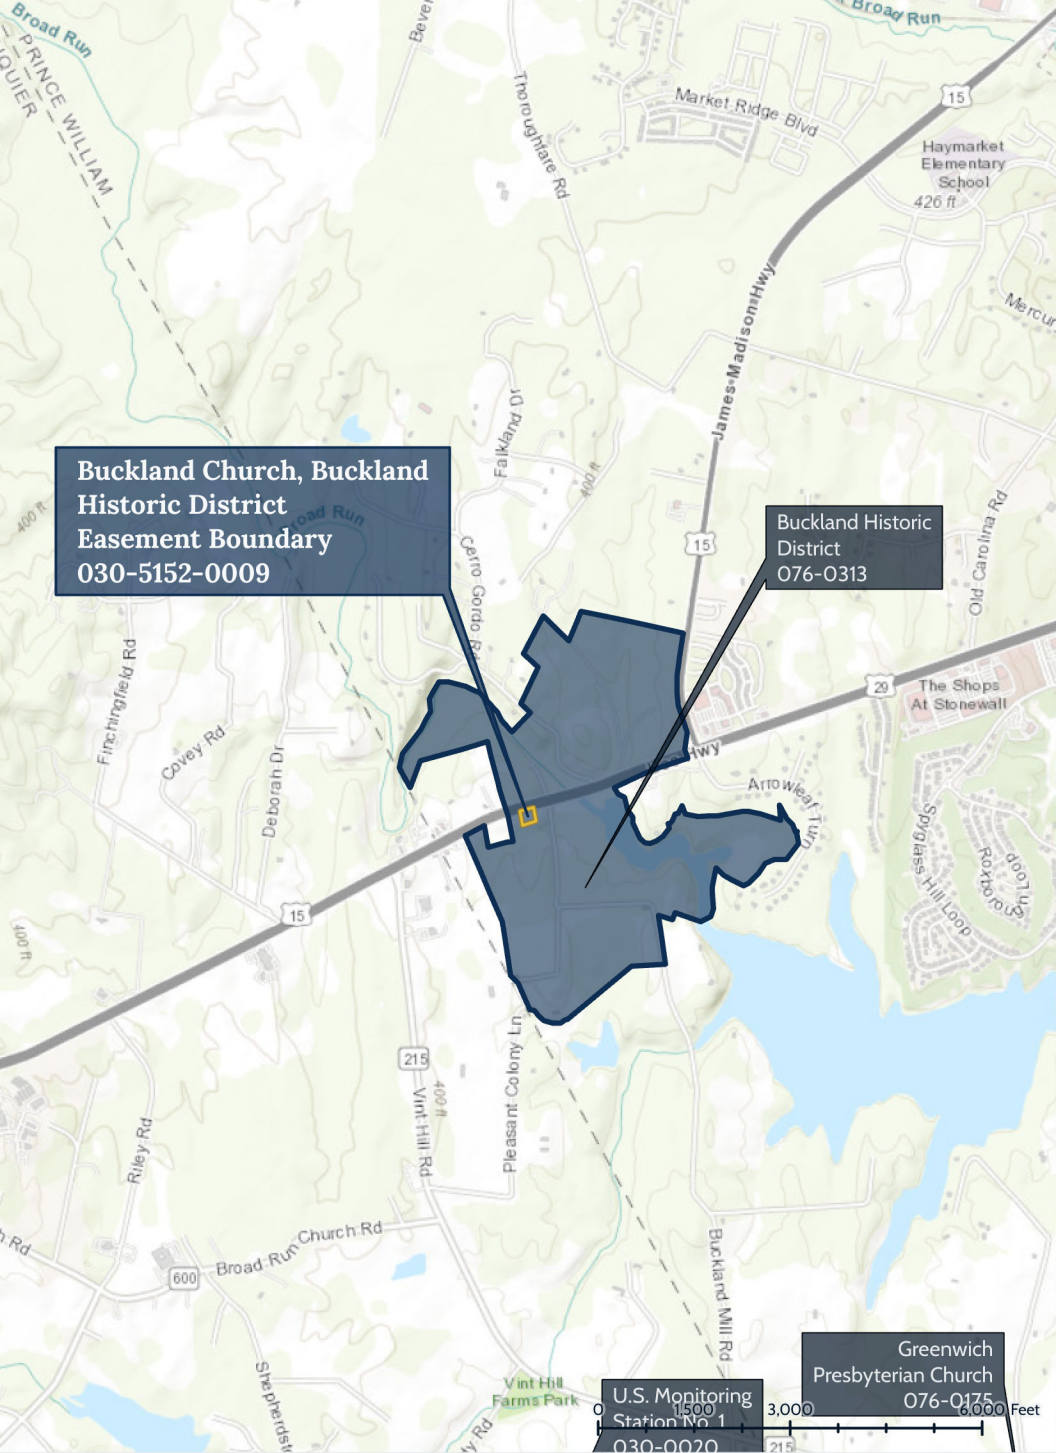 Broad Run
Broad Run
PRINCE WILLIAM
Thoroughfare Rd
Market Ridge Blvd
15
Haymarket
Elementary
School
426 ft
James Madison Hwy
Falkland Dr
400 ft
Buckland Church, Buckland
Historic District
Easement Boundary
030-5152-0009
Broad Run
400 ft
Buckland Historic
District
076-0313
15
Old Carolina Rd
Cerro Gordo Rd
Finchingfield Rd
Covey Rd
Deborah Dr
29
The Shops
At Stonewall
Hwy
Arrowleaf Turn
Spyglass Hill Loop
Roxborough
Loop
15
400 ft
215
Vint Hill Rd
400 ft
Pleasant Colony Ln
Riley Rd
Broad Run Church Rd
Rd
600
Buckland Mill Rd
Greenwich
Presbyterian Church
076-0175
Vint Hill
Farms Park
U.S. Monitoring
Station No. 1
030-0020
0 1,500 3,000 6,000 Feet
215
Rd